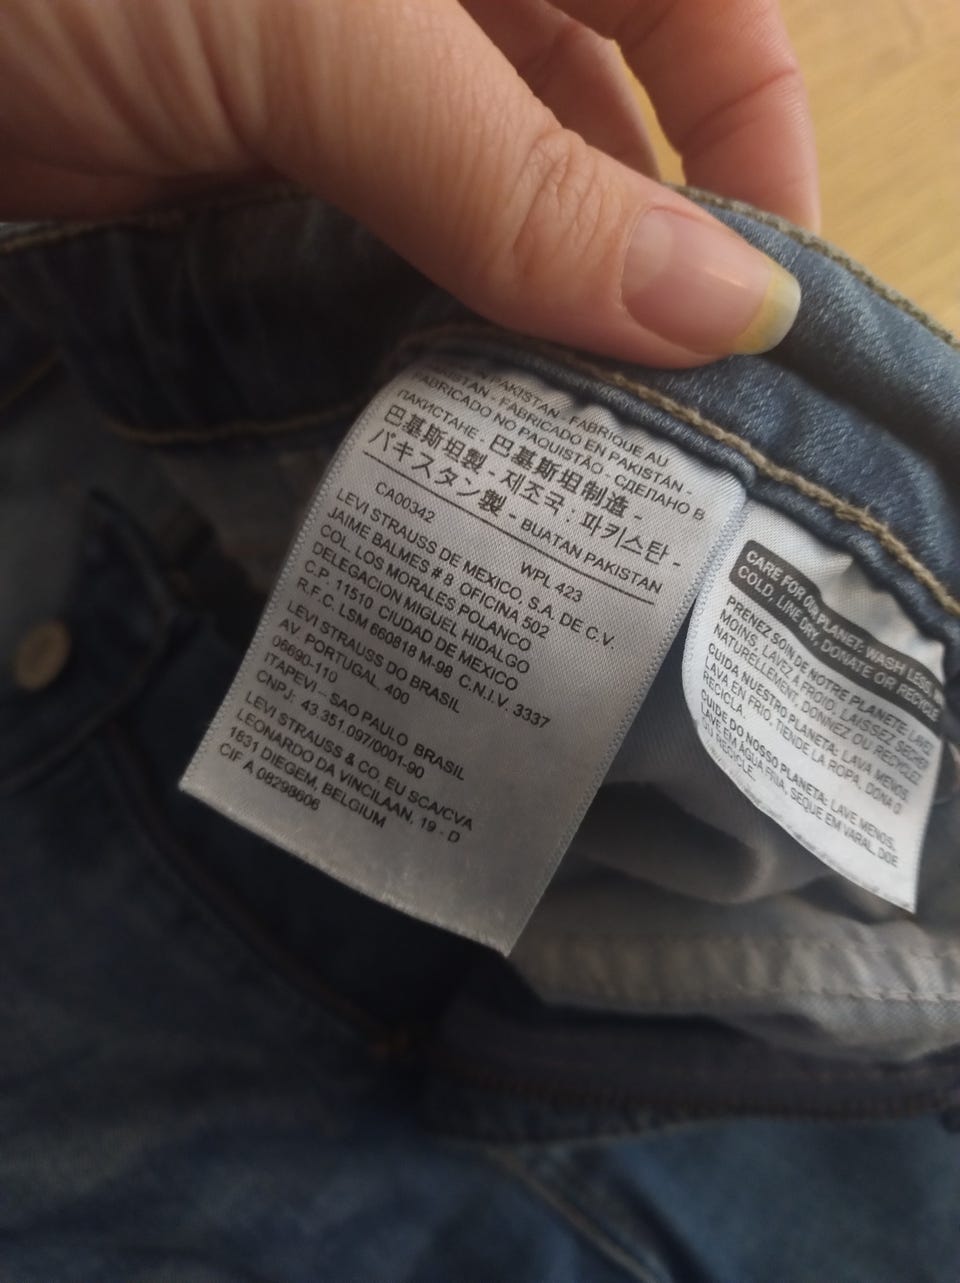 IN PAKISTAN - FABRIQUE AU
PAKISTAN - FABRICADO EN PAKISTAN -
FABRICADO NO PAQUISTÃO - СДЕЛАНО В
ПАКИСТАНЕ - 巴基斯坦制造 -
巴基斯坦製 - 제조국 : 파키스탄 -
パキスタン製 - BUATAN PAKISTAN
CA00342 WPL 423
LEVI STRAUSS DE MEXICO, S.A. DE C.V.
JAIME BALMES # 8 OFICINA 502
COL. LOS MORALES POLANCO
DELEGACION MIGUEL HIDALGO
C.P. 11510 CIUDAD DE MEXICO
R.F.C. LSM 660818 M-98 C.N.I.V. 3337
LEVI STRAUSS DO BRASIL
AV. PORTUGAL, 400
06690-110
ITAPEVI – SAO PAULO BRASIL
CNPJ: 43.351.097/0001-90
LEVI STRAUSS & CO. EU SCA/CVA
LEONARDO DA VINCILAAN, 19 - D
1831 DIEGEM, BELGIUM
CIF A 08298606
CARE FOR OUR PLANET: WASH LESS,
COLD, LINE DRY, DONATE OR RECYCLE
PRENEZ SOIN DE NOTRE PLANÈTE: LAVEZ
MOINS, LAVEZ À FROID, LAISSEZ SÉCHER
NATURELLEMENT, DONNEZ OU RECYCLEZ
CUIDA NUESTRO PLANETA: LAVA MENOS,
LAVA EN FRÍO, TIENDE LA ROPA, DONA O
RECICLA.
CUIDE DO NOSSO PLANETA: LAVE MENOS,
LAVE EM ÁGUA FRIA, SEQUE EM VARAL, DOE
OU RECICLE.